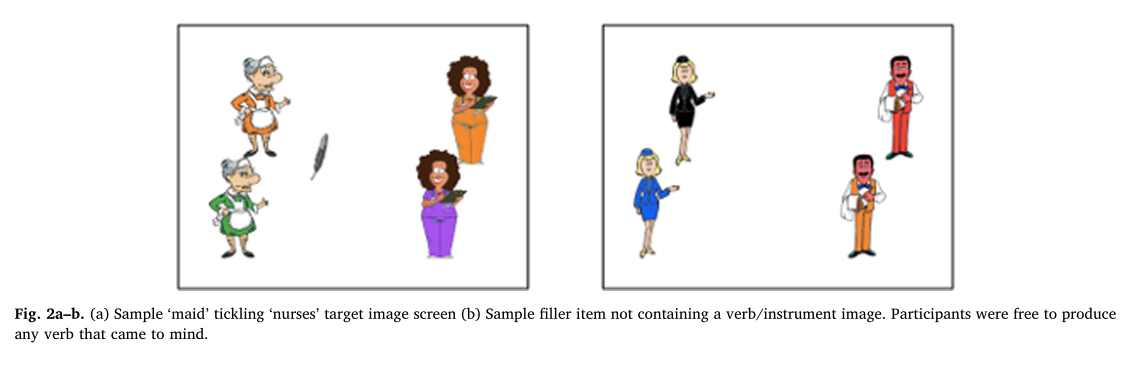 Fig. 2a–b. (a) Sample ‘maid’ tickling ‘nurses’ target image screen (b) Sample filler item not containing a verb/instrument image. Participants were free to produce
any verb that came to mind.